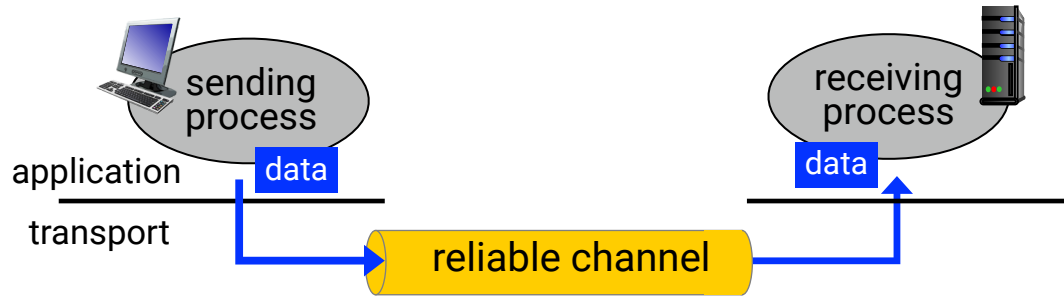 sending
process
receiving
process
application
data
data
transport
reliable channel